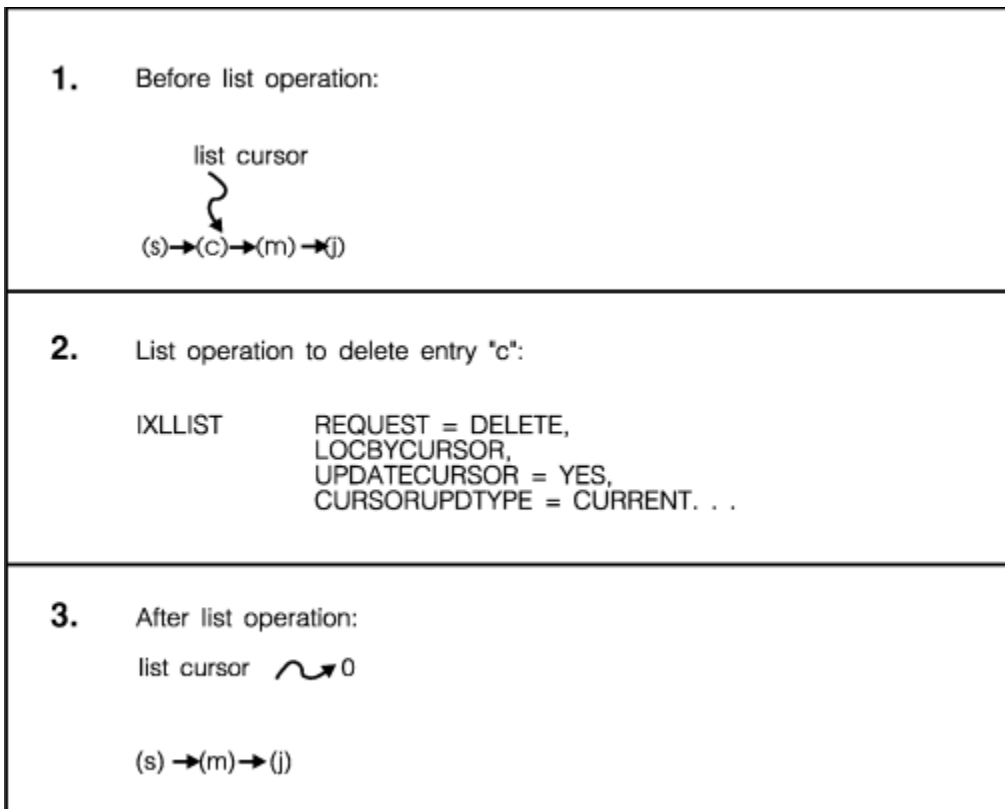 1. Before list operation:
list cursor
(s)→(c)→(m)→(j)
2. List operation to delete entry "c":
IXLLIST REQUEST = DELETE,
LOCBYCURSOR,
UPDATECURSOR = YES,
CURSORUPDTYPE = CURRENT. . .
3. After list operation:
list cursor 0
(s)→(m)→(j)